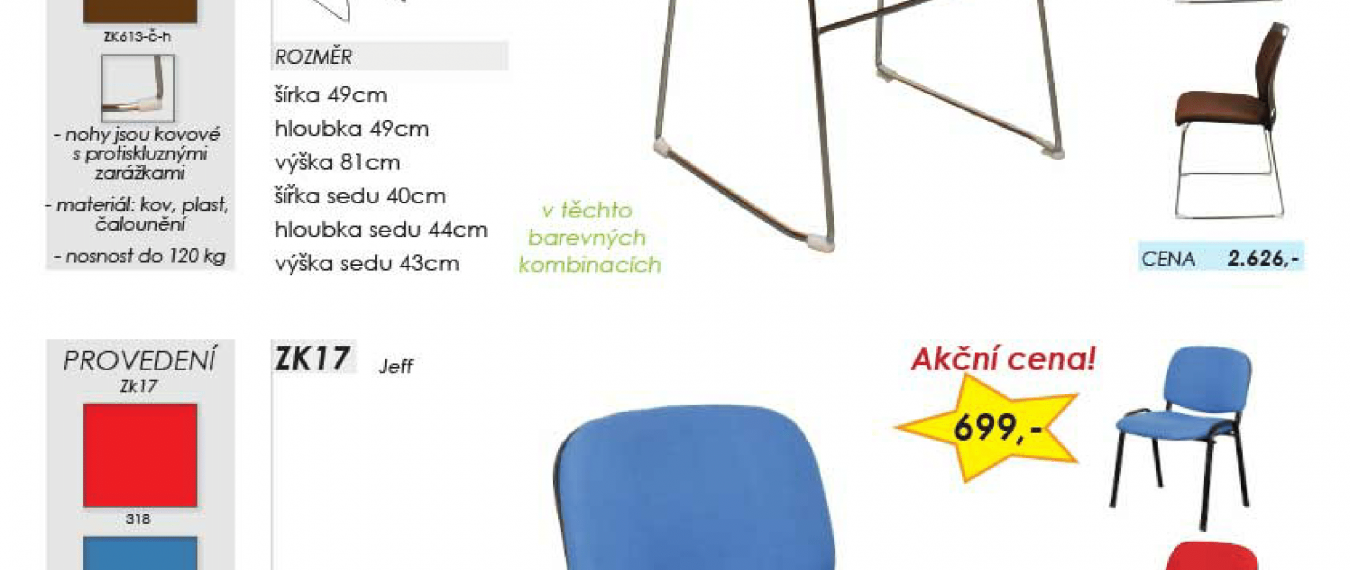 ZK613-č-h
- nohy jsou kovové
s protiskluznými
zarážkami
- materiál: kov, plast,
čalounění
- nosnost do 120 kg
ROZMĚR
šírka 49cm
hloubka 49cm
výška 81cm
šířka sedu 40cm
hloubka sedu 44cm
výška sedu 43cm
v těchto
barevných
kombinacích
CENA 2.626,-
PROVEDENÍ
Zk17
318
ZK17 Jeff
Akční cena!
699,-